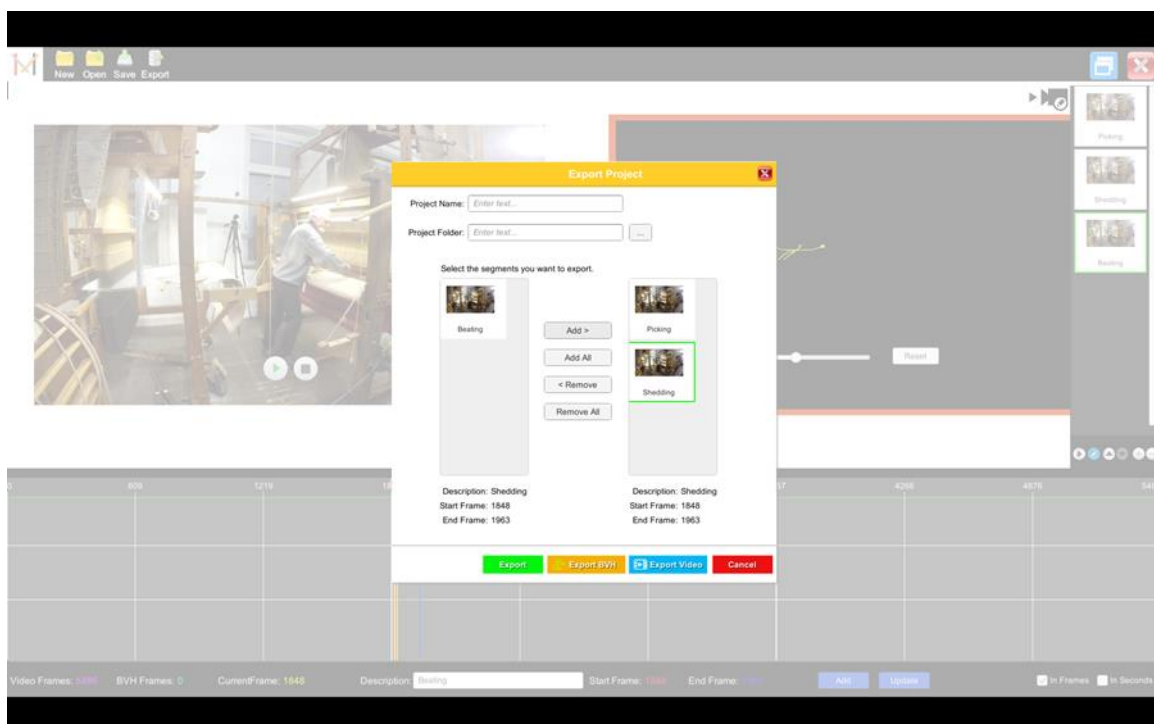 New Open Save Export
Picking
Shedding
Beating
Export Project
Project Name: Enter text...
Project Folder: Enter text... ...
Select the segments you want to export.
Beating
Picking
Shedding
Add >
Add All
< Remove
Remove All
Reset
Description: Shedding
Start Frame: 1848
End Frame: 1963
Description: Shedding
Start Frame: 1848
End Frame: 1963
Export Export BVH Export Video Cancel
0 609 1219 4266 4876
Video Frames: BVH Frames: 0 CurrentFrame: 1848 Description: Beating Start Frame: End Frame: Add Update In Frames In Seconds